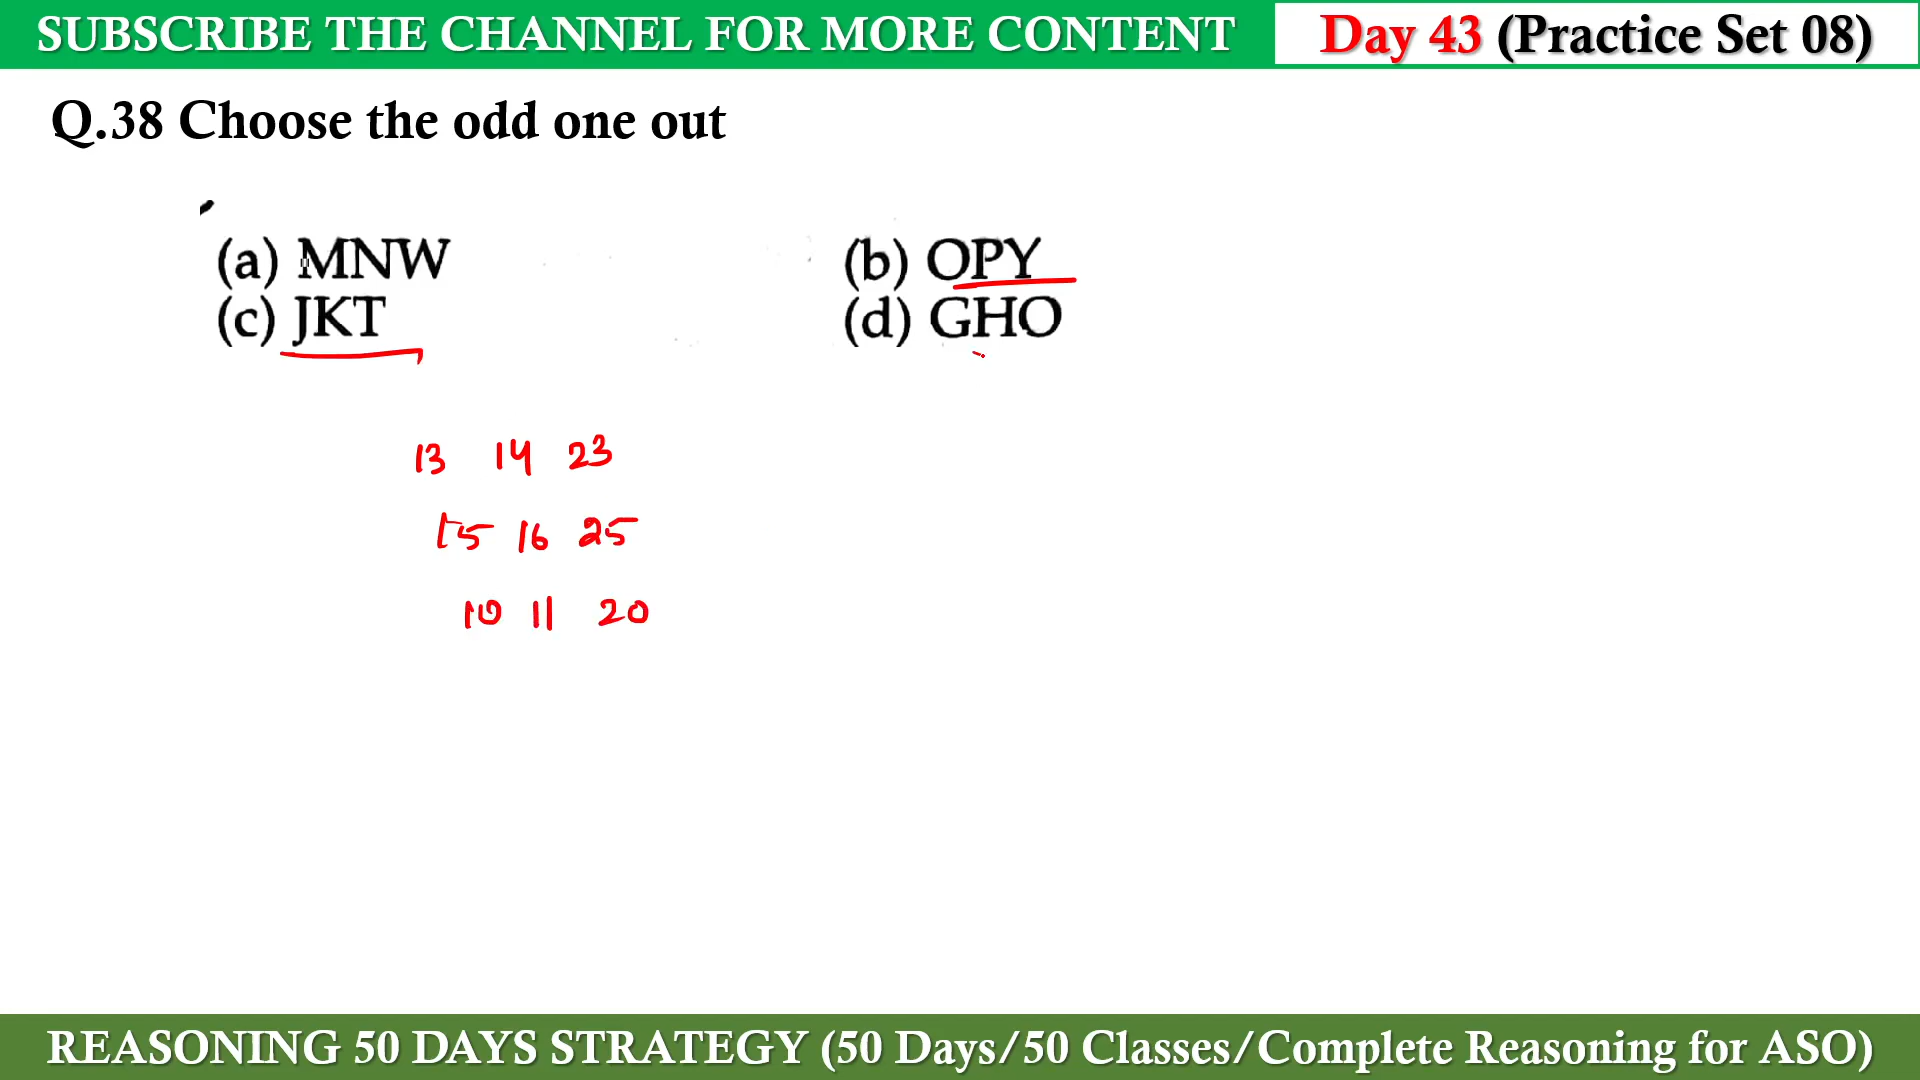 SUBSCRIBE THE CHANNEL FOR MORE CONTENT Day 43 (Practice Set 08)
Q.38 Choose the odd one out
(a) MNW (b) OPY
(c) JKT (d) GHO
13 14 23
15 16 25
10 11 20
REASONING 50 DAYS STRATEGY (50 Days/50 Classes/Complete Reasoning for ASO)